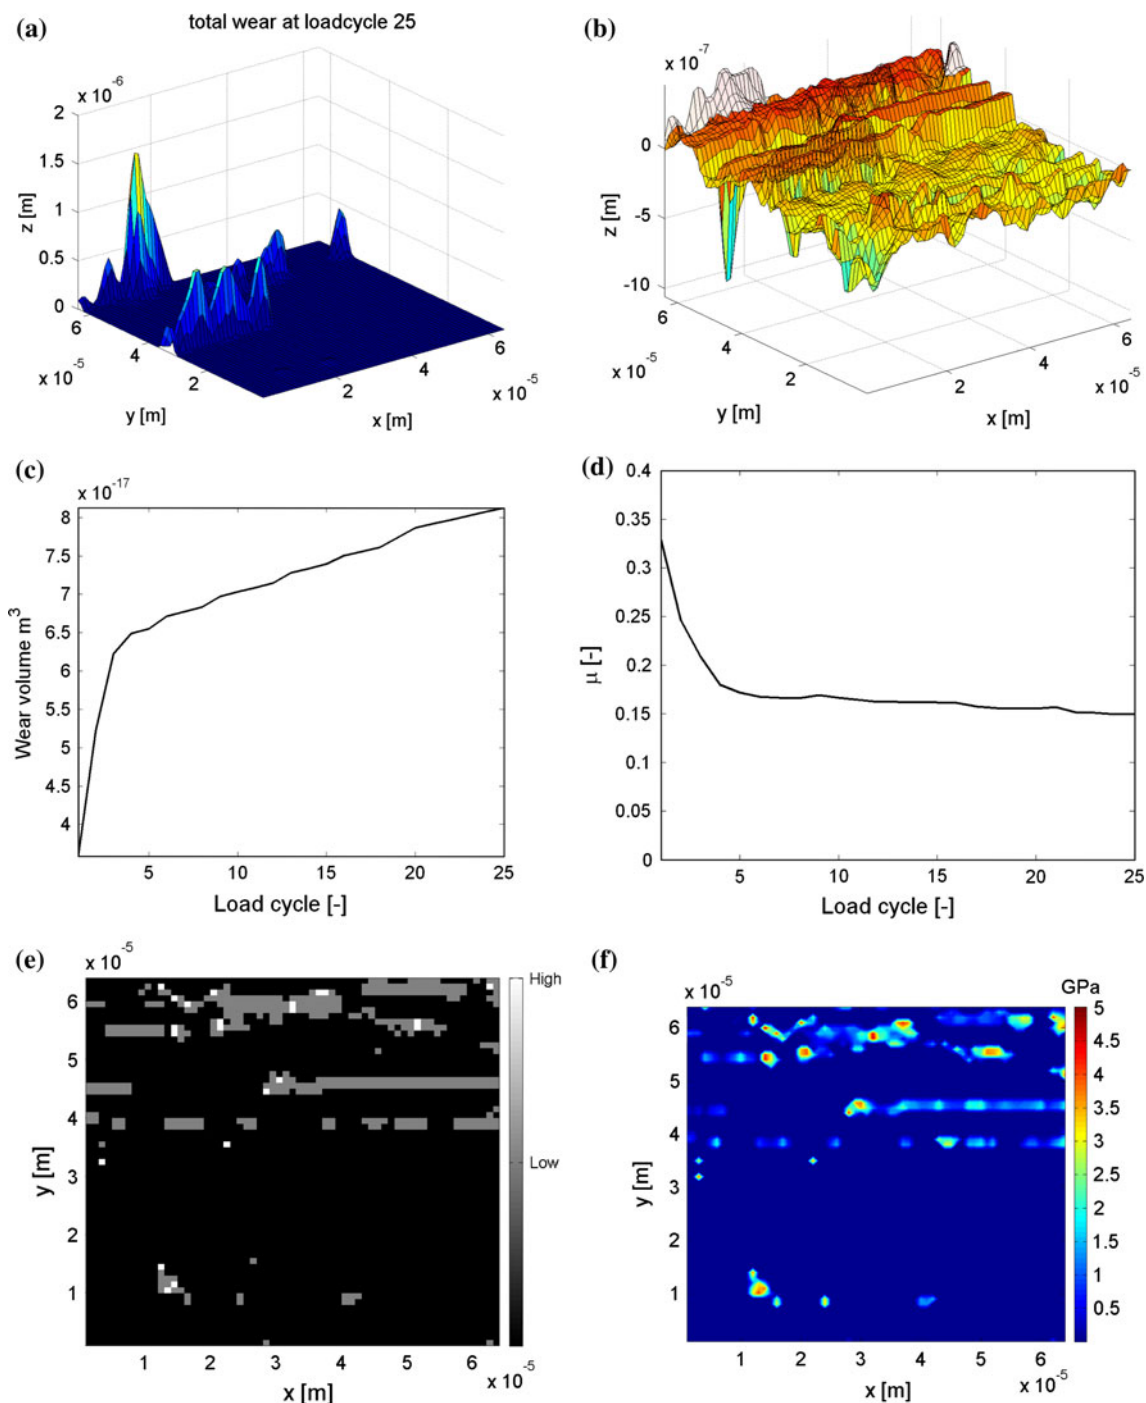 (a)
total wear at loadcycle 25
x 10^-6
2
1.5
1
0.5
0
z [m]
6
4
2
x 10^-5
y [m]
2
4
6
x 10^-5
x [m]
(b)
x 10^-7
0
-5
-10
z [m]
6
4
2
x 10^-5
y [m]
2
4
6
x 10^-5
x [m]
(c)
x 10^-17
8
7.5
7
6.5
6
5.5
5
4.5
4
Wear volume m^3
5
10
15
20
25
Load cycle [-]
(d)
0.4
0.35
0.3
0.25
0.2
0.15
0.1
0.05
0
μ [-]
5
10
15
20
25
Load cycle [-]
(e)
x 10^-5
6
5
4
3
2
1
y [m]
1
2
3
4
5
6
x 10^-5
x [m]
High
Low
(f)
x 10^-5
6
5
4
3
2
1
y [m]
1
2
3
4
5
6
x 10^-5
x [m]
GPa
5
4.5
4
3.5
3
2.5
2
1.5
1
0.5